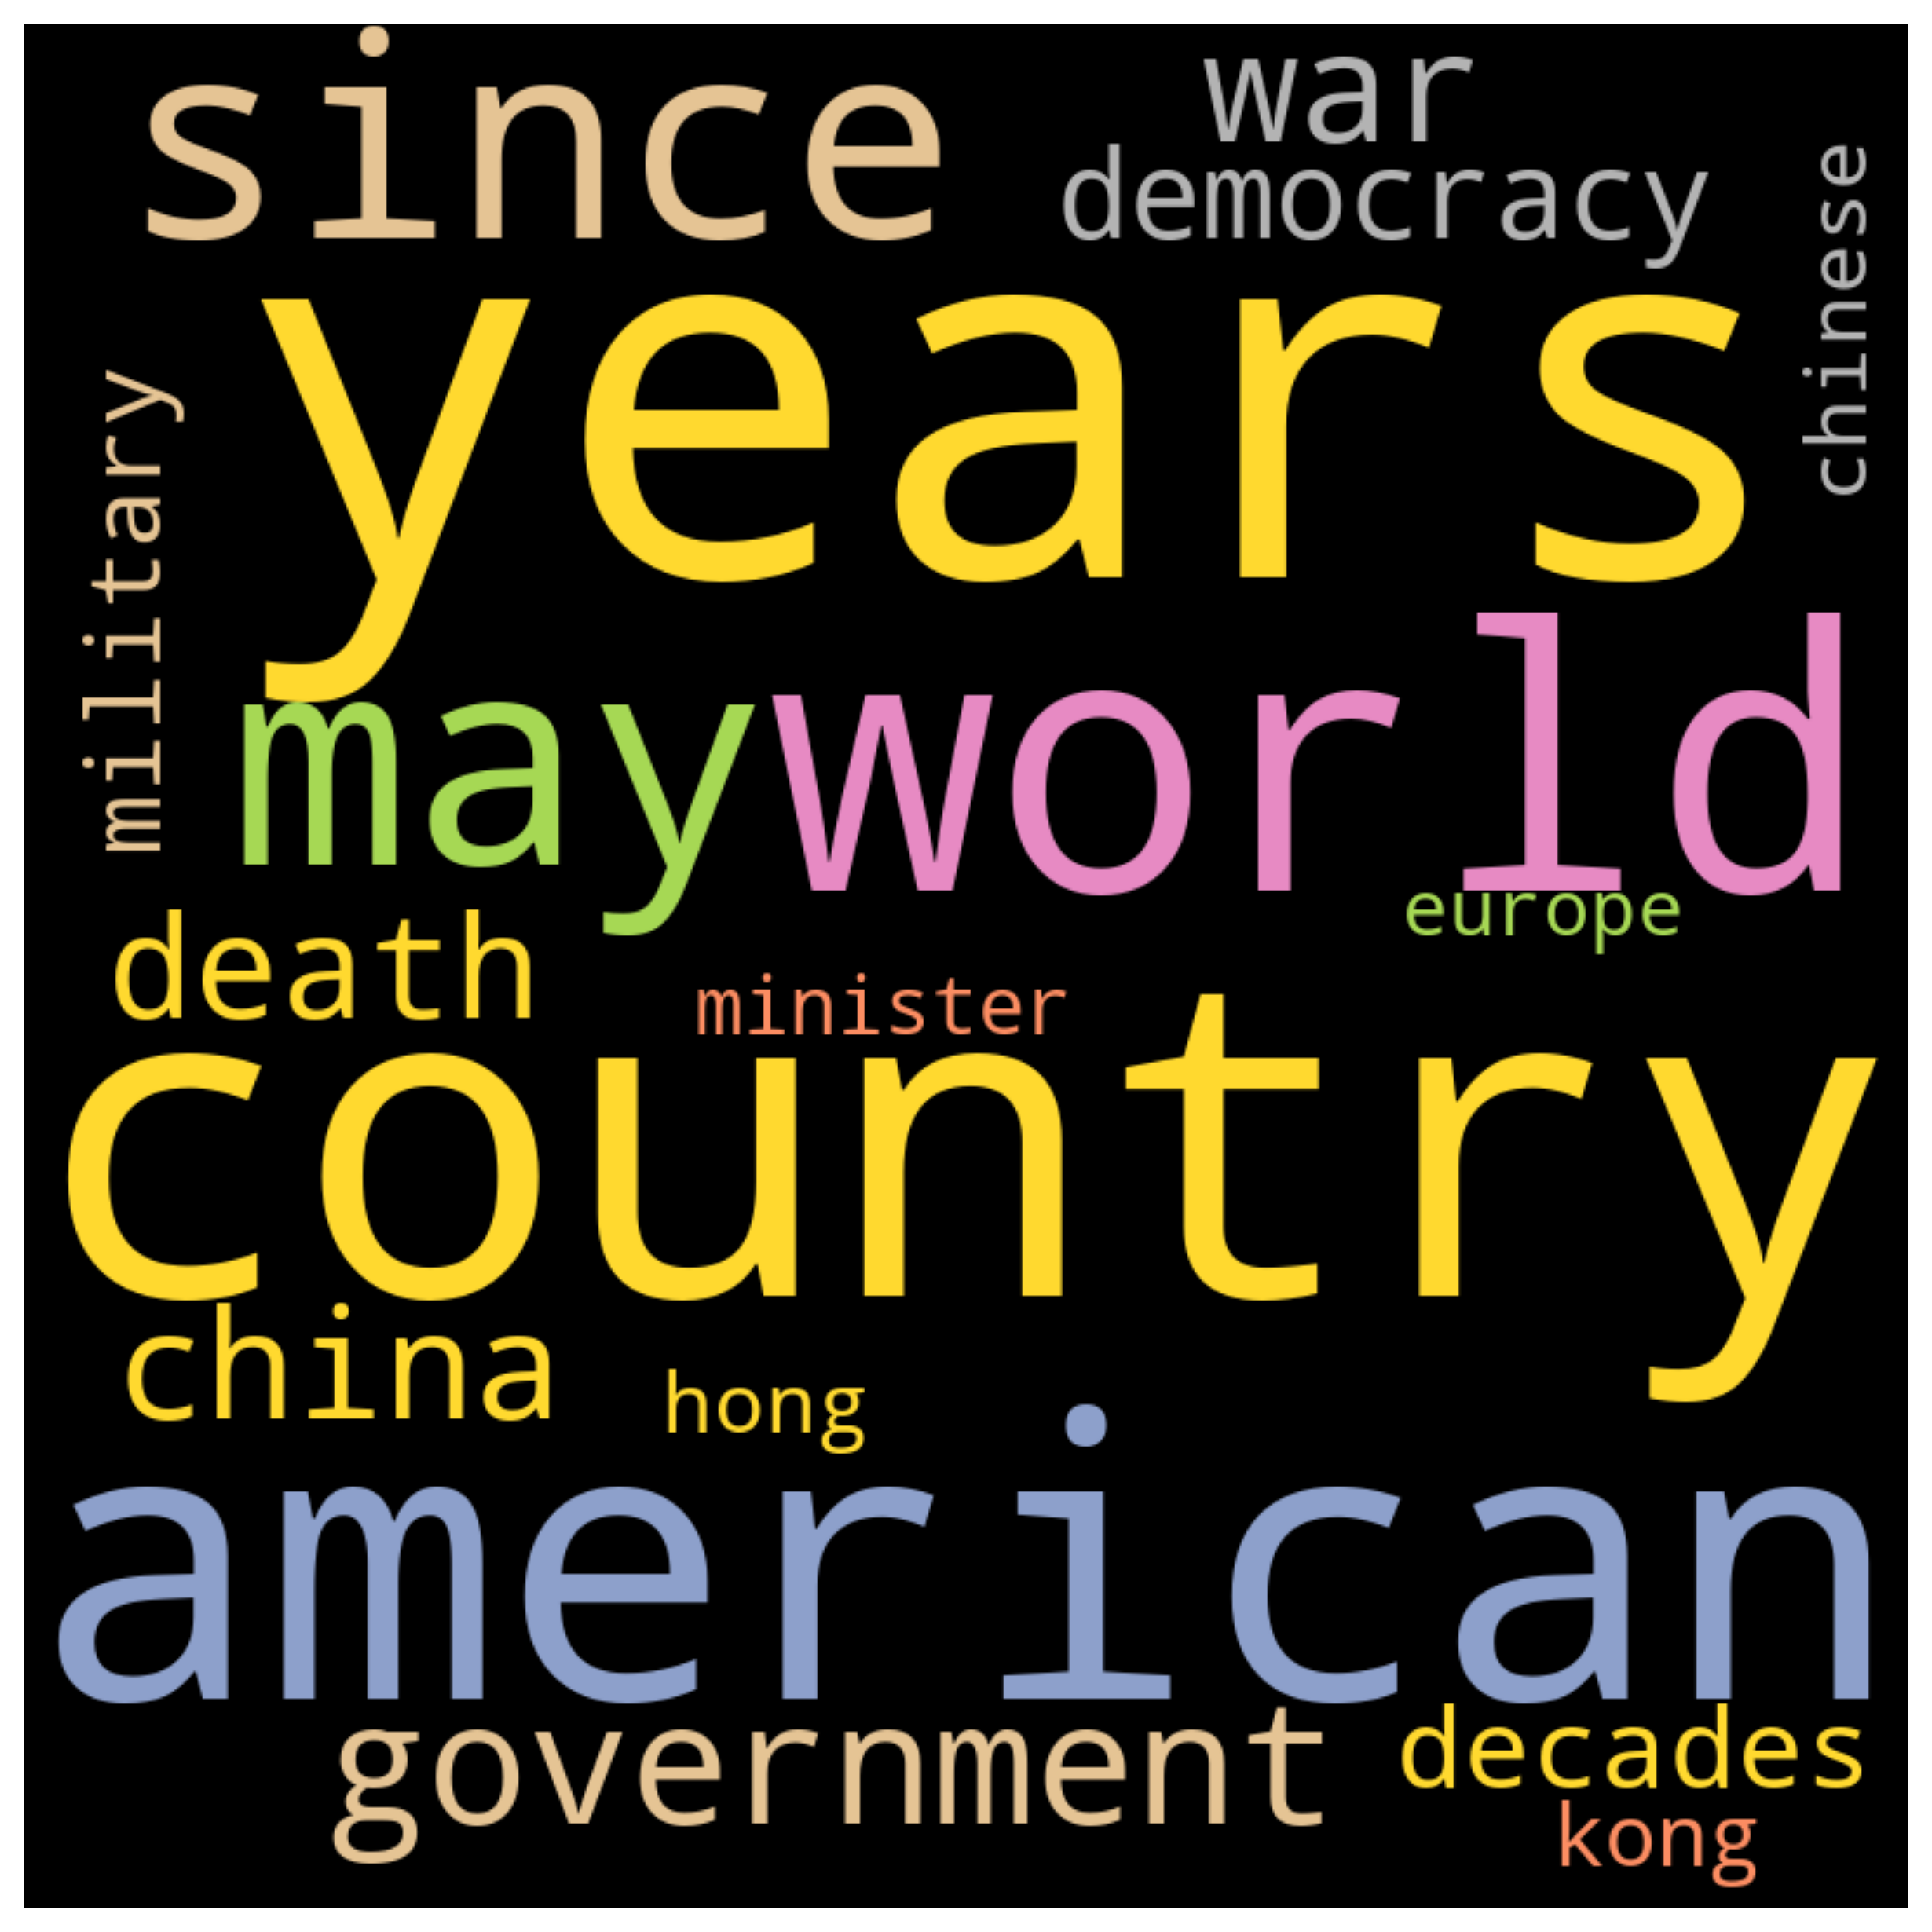 since
war
democracy
chinese
years
military
may
world
europe
death
minister
country
china
hong
american
government
decades
kong